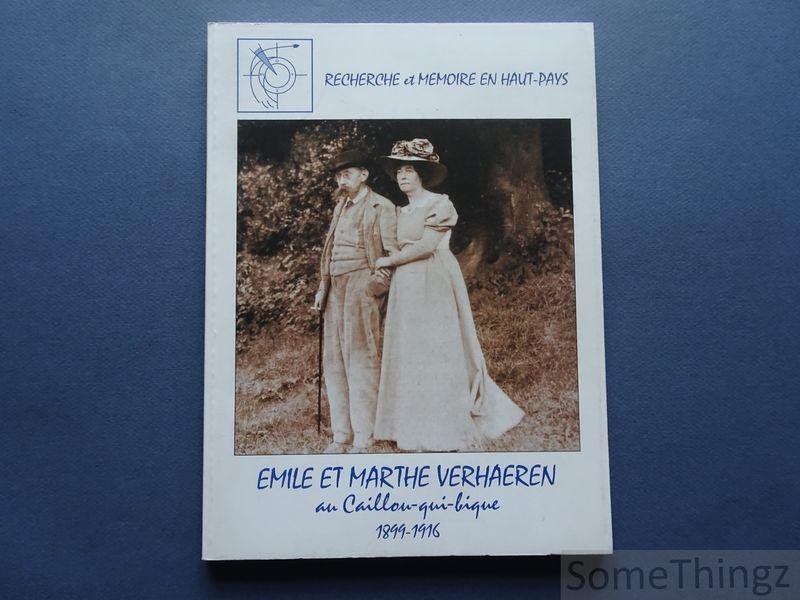 RECHERCHE et MEMOIRE EN HAUT-PAYS
EMILE ET MARTHE VERHAEREN
au Caillou-qui-bique
1899-1916
SomeThingz